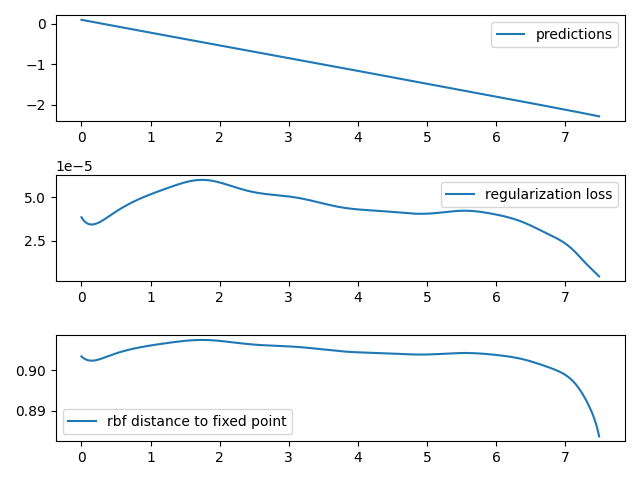 0
−1
−2
predictions
0 1 2 3 4 5 6 7
1e−5
5.0
2.5
regularization loss
0 1 2 3 4 5 6 7
0.90
0.89
rbf distance to fixed point
0 1 2 3 4 5 6 7